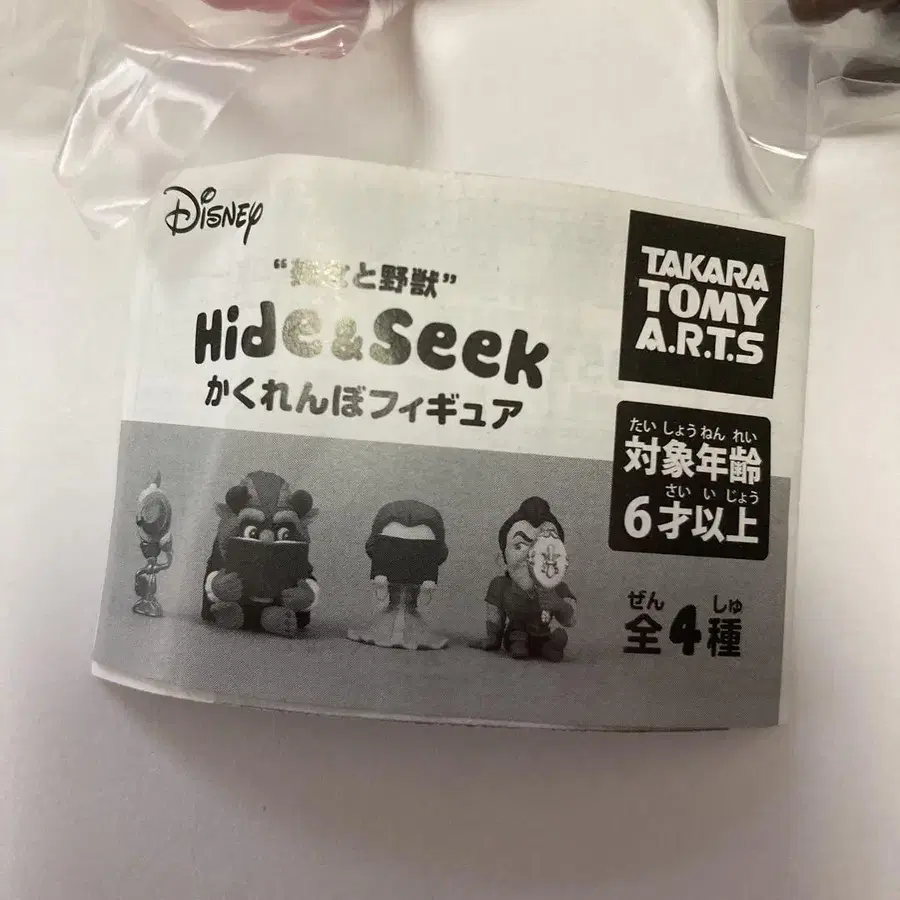 Disney
“美女と野獣”
Hide&Seek
かくれんぼフィギュア
TAKARA
TOMY
A.R.T.S
たいしょうねんれい
対象年齢
さいいじょう
6才以上
ぜん しゅ
全4種